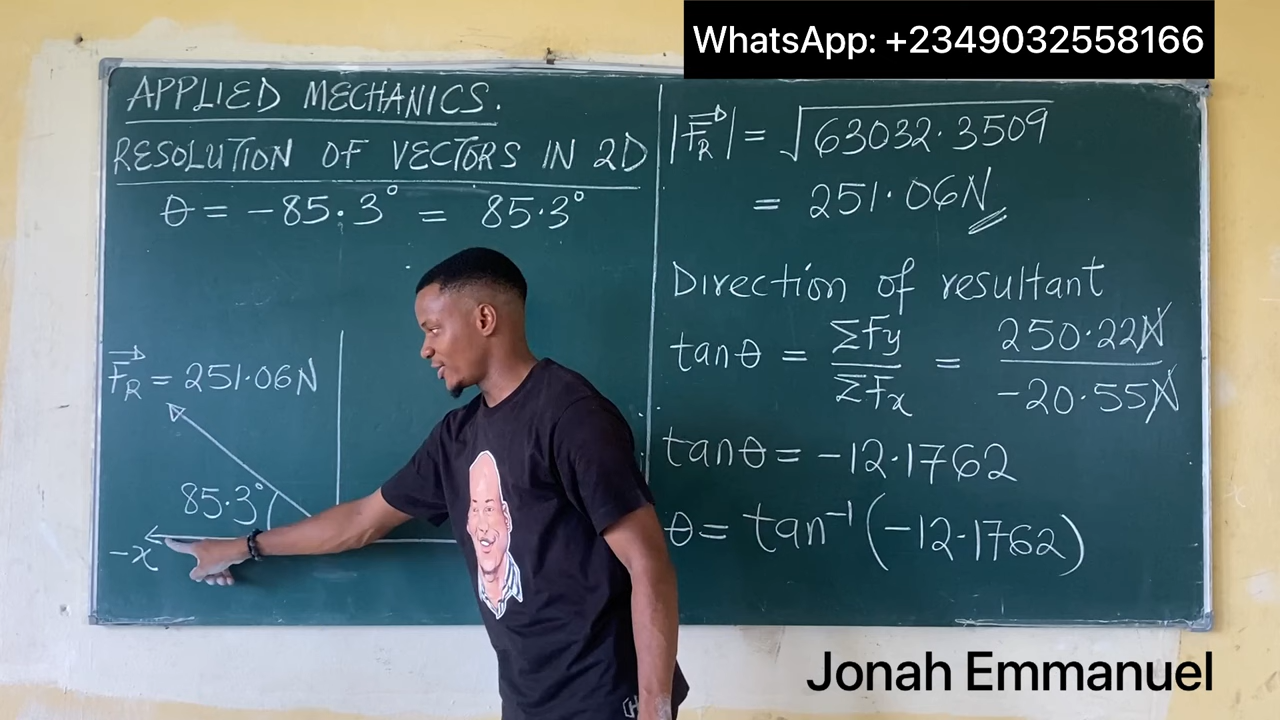 WhatsApp: +2349032558166
APPLIED MECHANICS.
RESOLUTION OF VECTORS IN 2D
θ = -85.3° = 85.3°
F_R = 251.06N
85.3°
-x
|F_R| = √63032.3509
= 251.06N
Direction of resultant
tanθ = ΣFy/ΣFx = 250.22N/-20.55N
tanθ = -12.1762
θ = tan⁻¹(-12.1762)
Jonah Emmanuel